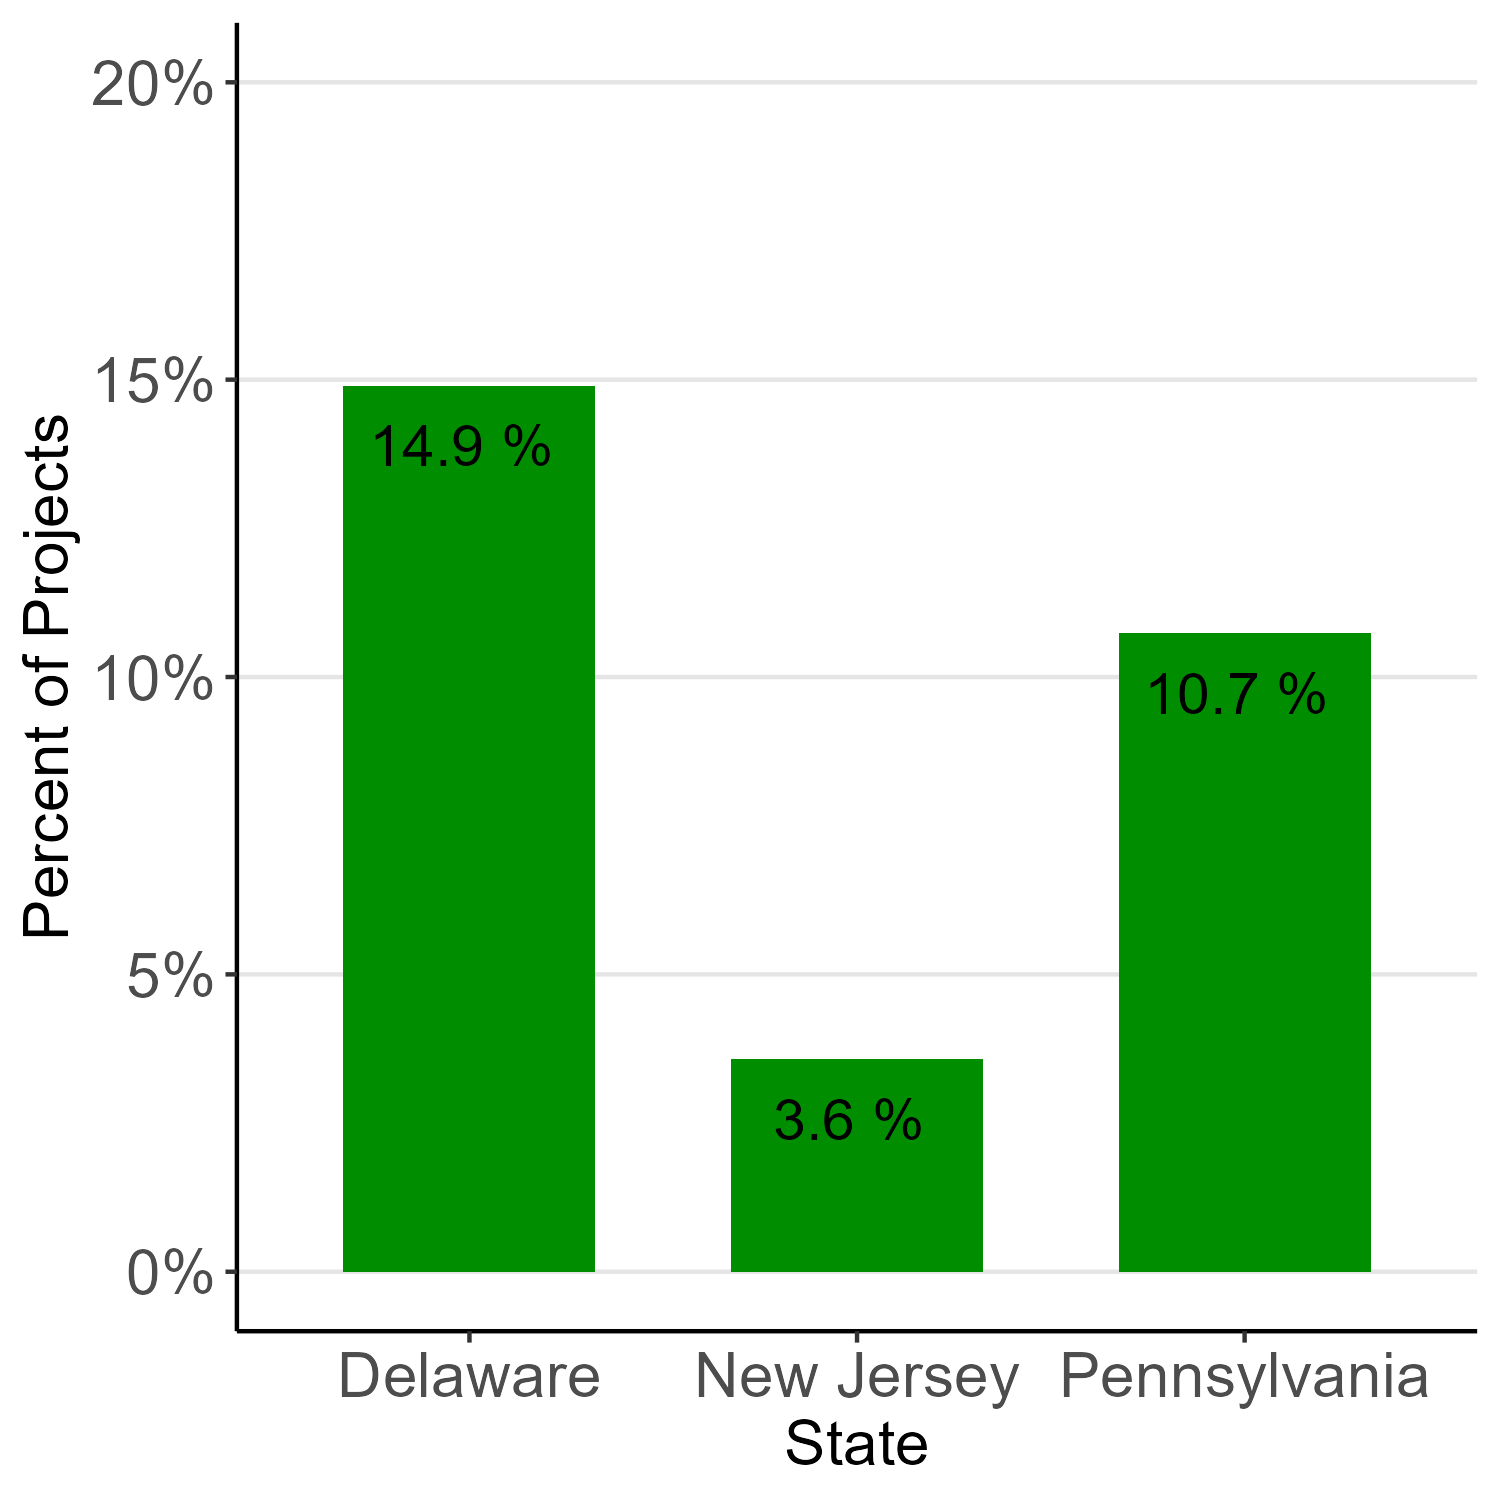 20%
15%
10%
5%
0%
Percent of Projects
14.9 %
3.6 %
10.7 %
Delaware
New Jersey
Pennsylvania
State